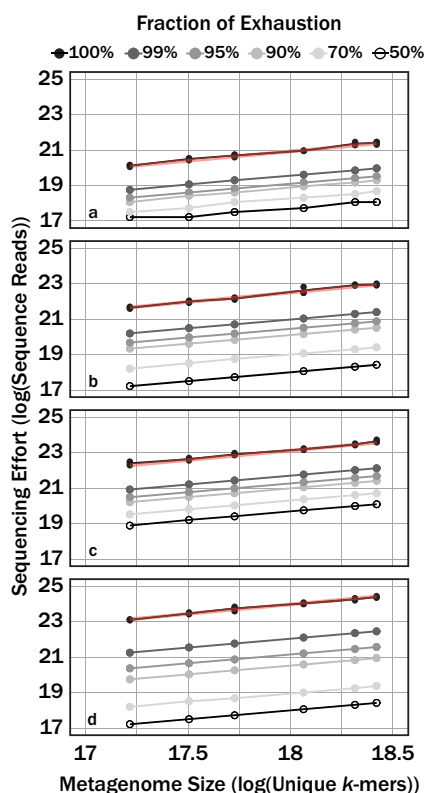 Fraction of Exhaustion
100% 99% 95% 90% 70% 50%
Sequencing Effort (log(Sequence Reads))
25
23
21
19
17
a
25
23
21
19
17
b
25
23
21
19
17
c
25
23
21
19
17
d
17 17.5 18 18.5
Metagenome Size (log(Unique k-mers))